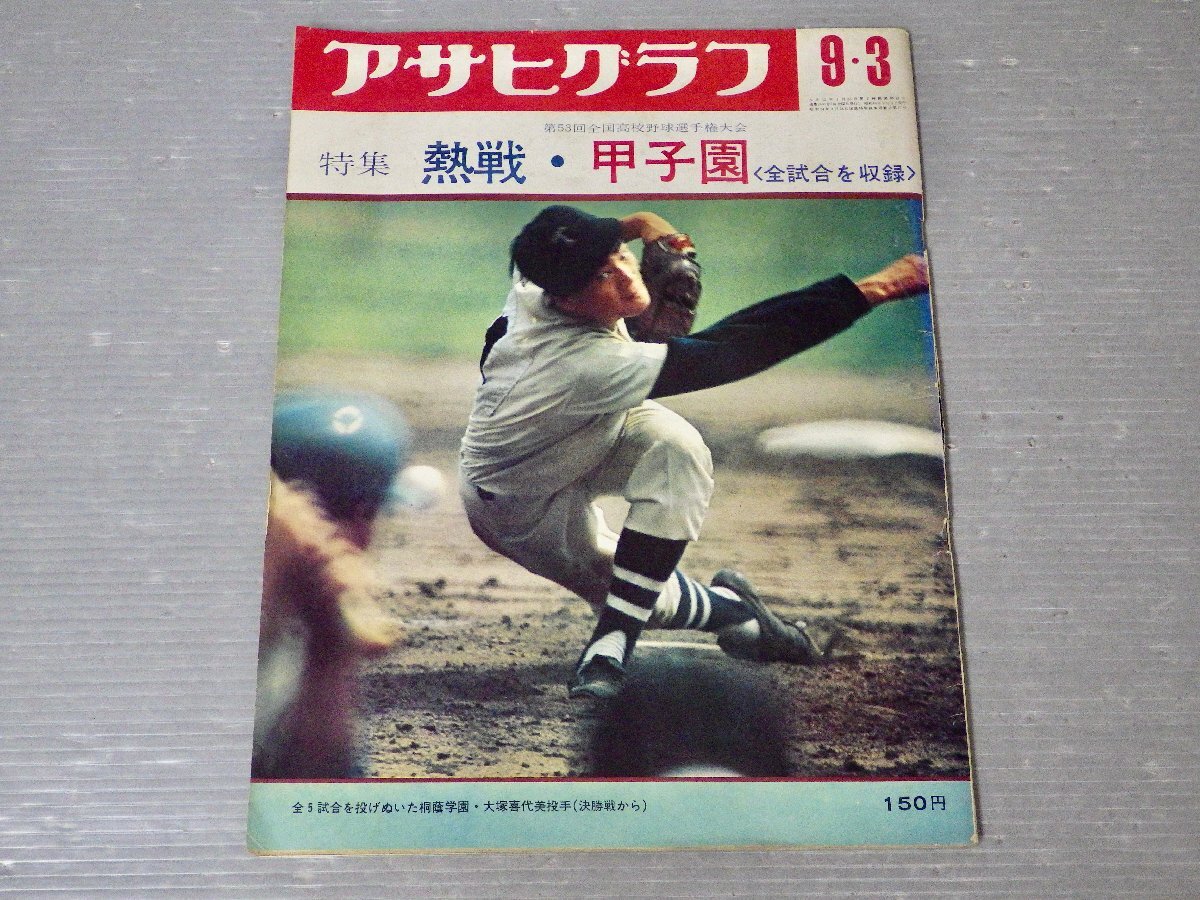 アサヒグラフ
9・3
第53回全国高校野球選手権大会
特集 熱戦・甲子園〈全試合を収録〉
全5試合を投げぬいた桐蔭学園・大塚喜代美投手(決勝戦から)
150円